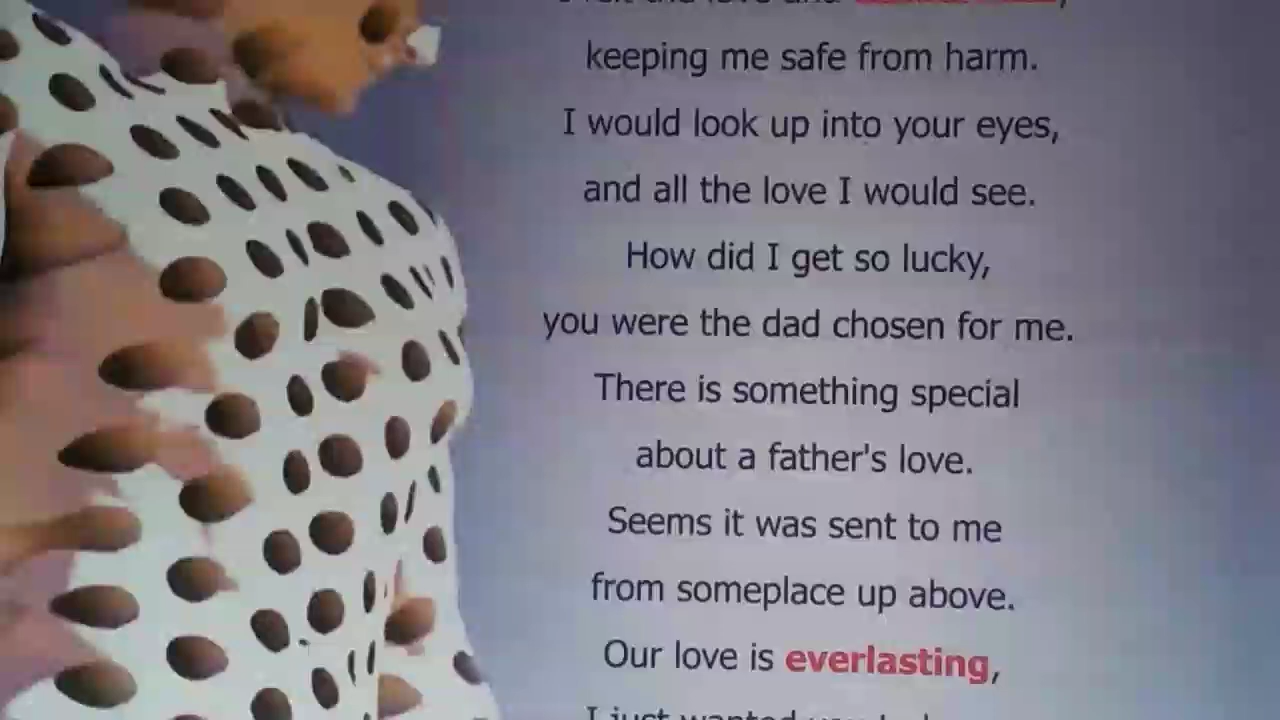 keeping me safe from harm.
I would look up into your eyes,
and all the love I would see.
How did I get so lucky,
you were the dad chosen for me.
There is something special
about a father's love.
Seems it was sent to me
from someplace up above.
Our love is everlasting,
I just wanted